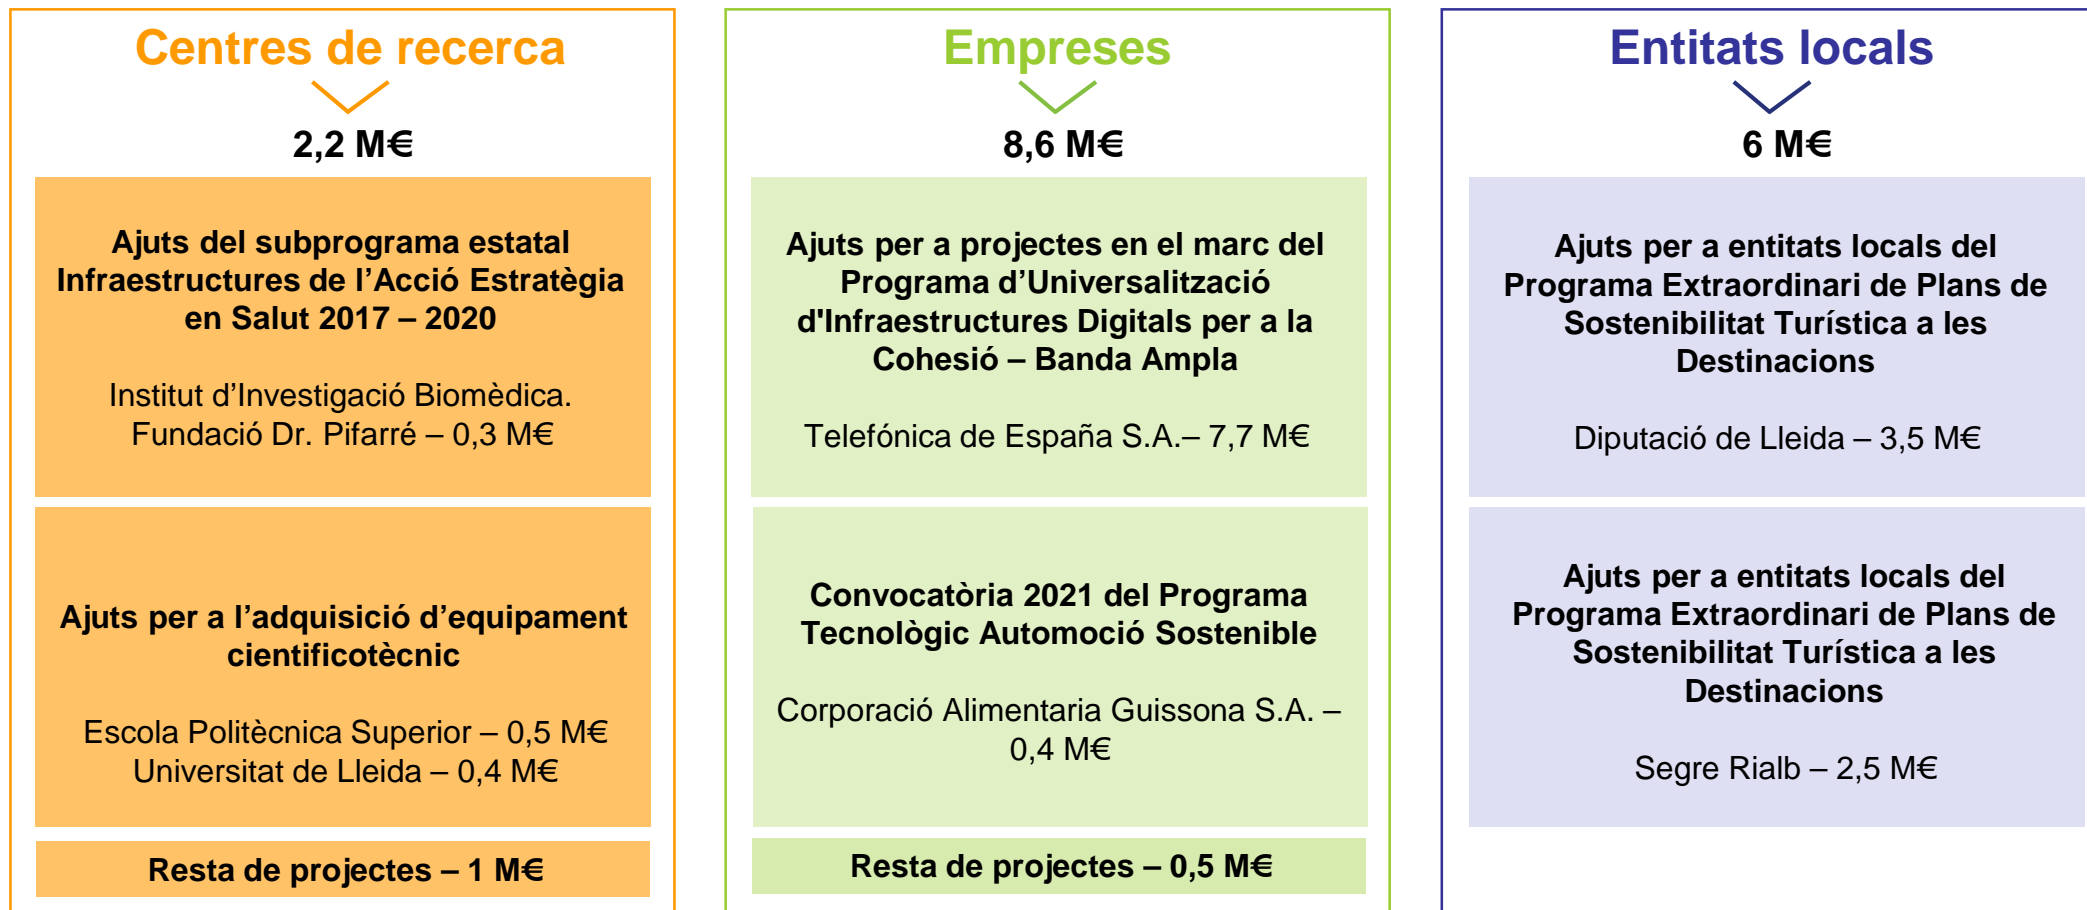 Centres de recerca
2,2 M€
Ajuts del subprograma estatal
Infraestructures de l’Acció Estratègia
en Salut 2017 – 2020
Institut d’Investigació Biomèdica.
Fundació Dr. Pifarré – 0,3 M€
Ajuts per a l’adquisició d’equipament
cientificotècnic
Escola Politècnica Superior – 0,5 M€
Universitat de Lleida – 0,4 M€
Resta de projectes – 1 M€
Empreses
8,6 M€
Ajuts per a projectes en el marc del
Programa d’Universalització
d'Infraestructures Digitals per a la
Cohesió – Banda Ampla
Telefónica de España S.A.– 7,7 M€
Convocatòria 2021 del Programa
Tecnològic Automoció Sostenible
Corporació Alimentaria Guissona S.A. –
0,4 M€
Resta de projectes – 0,5 M€
Entitats locals
6 M€
Ajuts per a entitats locals del
Programa Extraordinari de Plans de
Sostenibilitat Turística a les
Destinacions
Diputació de Lleida – 3,5 M€
Ajuts per a entitats locals del
Programa Extraordinari de Plans de
Sostenibilitat Turística a les
Destinacions
Segre Rialb – 2,5 M€